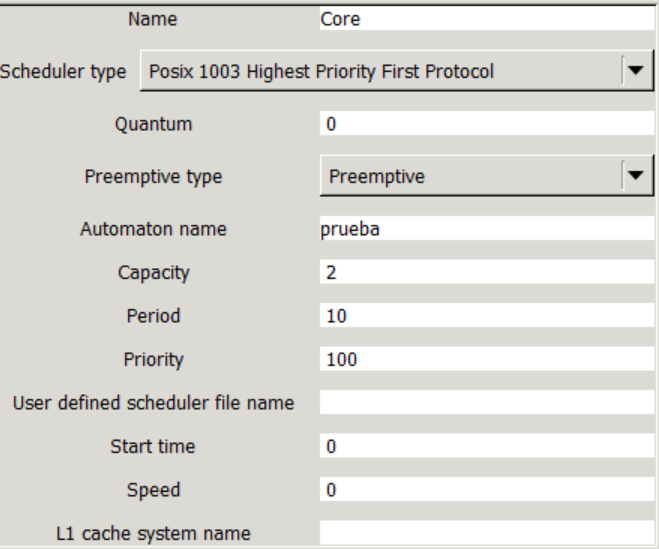 Name Core
Scheduler type Posix 1003 Highest Priority First Protocol
Quantum 0
Preemptive type Preemptive
Automaton name prueba
Capacity 2
Period 10
Priority 100
User defined scheduler file name
Start time 0
Speed 0
L1 cache system name